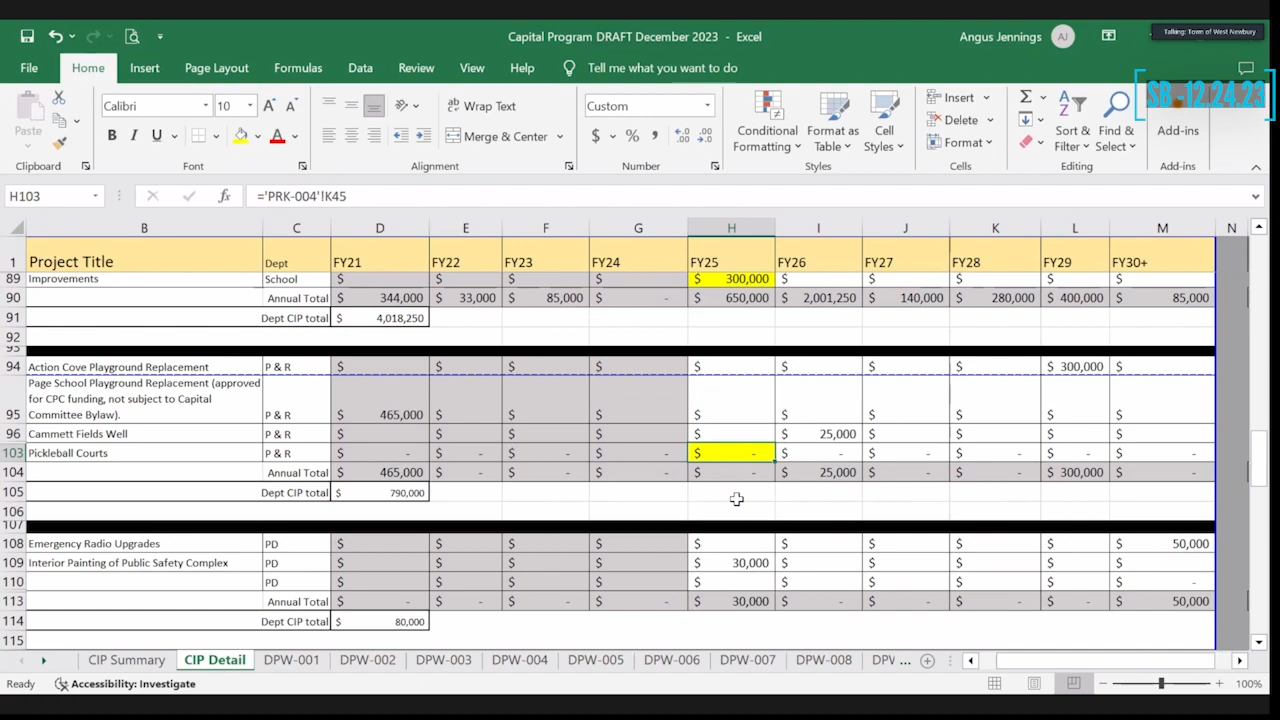 Capital Program DRAFT December 2023 - Excel
Angus Jennings AJ
Talking: Town of West Newbury
File Home Insert Page Layout Formulas Data Review View Help Tell me what you want to do
SB - 12.24.23
Paste
Calibri 10 A A
B I U A
Wrap Text
Merge & Center
Custom
$ % ,
Conditional Formatting
Format as Table
Cell Styles
Insert
Delete
Format
Sort & Filter
Find & Select
Add-ins
Clipboard Font Alignment Number Styles Cells Editing Add-ins
H103 fx ='PRK-004'!K45
B C D E F G H I J K L M N
1 Project Title Dept FY21 FY22 FY23 FY24 FY25 FY26 FY27 FY28 FY29 FY30+
89 Improvements School $ $ $ $ $ 300,000 $ $ $ $ $
90 Annual Total $ 344,000 $ 33,000 $ 85,000 $ - $ 650,000 $ 2,001,250 $ 140,000 $ 280,000 $ 400,000 $ 85,000
91 Dept CIP total $ 4,018,250
92
93
94 Action Cove Playground Replacement P & R $ $ $ $ $ $ $ $ $ 300,000 $
Page School Playground Replacement (approved
for CPC funding, not subject to Capital
95 Committee Bylaw). P & R $ 465,000 $ $ $ $ $ $ $ $ $
96 Cammett Fields Well P & R $ $ $ $ $ $ 25,000 $ $ $ $
103 Pickleball Courts P & R $ - $ - $ - $ - $ - $ - $ - $ - $ - $ -
104 Annual Total $ 465,000 $ - $ - $ - $ - $ 25,000 $ - $ - $ 300,000 $ -
105 Dept CIP total $ 790,000
106
107
108 Emergency Radio Upgrades PD $ $ $ $ $ $ $ $ $ $ 50,000
109 Interior Painting of Public Safety Complex PD $ $ $ $ $ 30,000 $ $ $ $ $
110 PD $ $ $ $ $ $ $ $ $ $ -
113 Annual Total $ - $ - $ - $ - $ 30,000 $ - $ - $ - $ - $ 50,000
114 Dept CIP total $ 80,000
115
CIP Summary CIP Detail DPW-001 DPW-002 DPW-003 DPW-004 DPW-005 DPW-006 DPW-007 DPW-008 DPV ...
Ready Accessibility: Investigate 100%